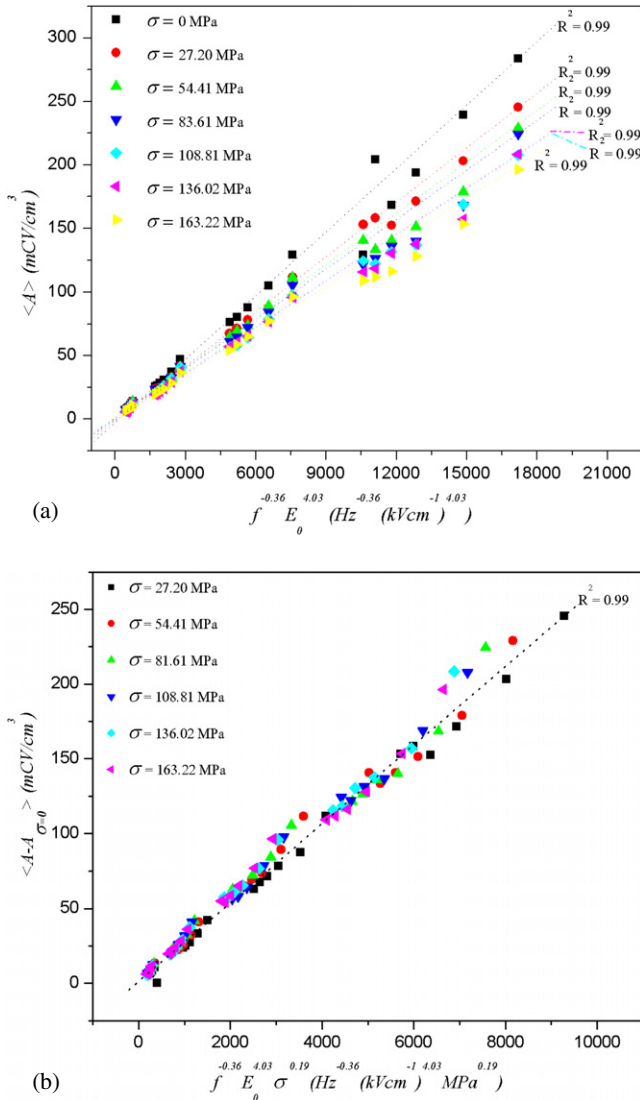 300
250
200
150
100
50
0
<A> (mCV/cm³)
σ = 0 MPa
σ = 27.20 MPa
σ = 54.41 MPa
σ = 83.61 MPa
σ = 108.81 MPa
σ = 136.02 MPa
σ = 163.22 MPa
R² = 0.99
R² = 0.99
R² = 0.99
R² = 0.99
R² = 0.99
R² = 0.99
R² = 0.99
0 3000 6000 9000 12000 15000 18000 21000
(a)
f^-0.36 E₀^4.03 (Hz^-0.36 (kVcm^-1)^4.03)
250
200
150
100
50
0
<A-A_σ=0> (mCV/cm³)
σ = 27.20 MPa
σ = 54.41 MPa
σ = 81.61 MPa
σ = 108.81 MPa
σ = 136.02 MPa
σ = 163.22 MPa
R² = 0.99
0 2000 4000 6000 8000 10000
(b)
f^-0.36 E₀^4.03 σ^0.19 (Hz^-0.36 (kVcm^-1)^4.03 MPa^0.19)